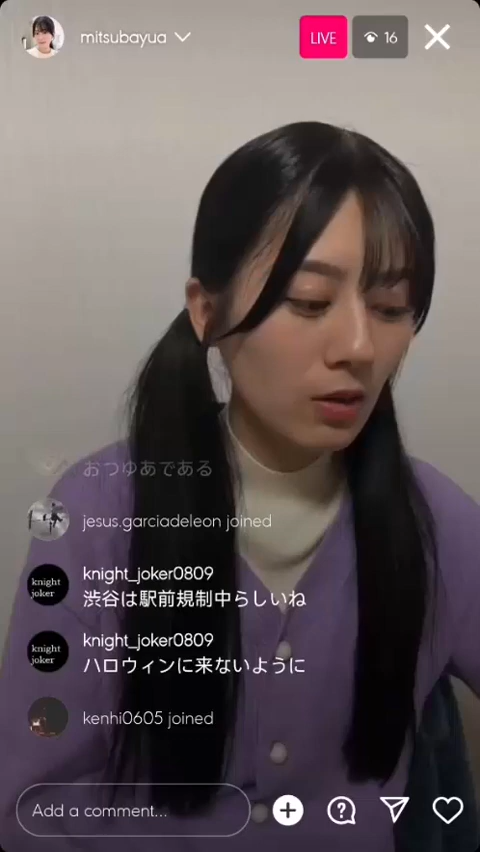 mitsubayua
LIVE
16
おつゆあである
jesus.garciadeleon joined
knight joker
knight_joker0809
渋谷は駅前規制中らしいね
knight joker
knight_joker0809
ハロウィンに来ないように
kenhi0605 joined
Add a comment...